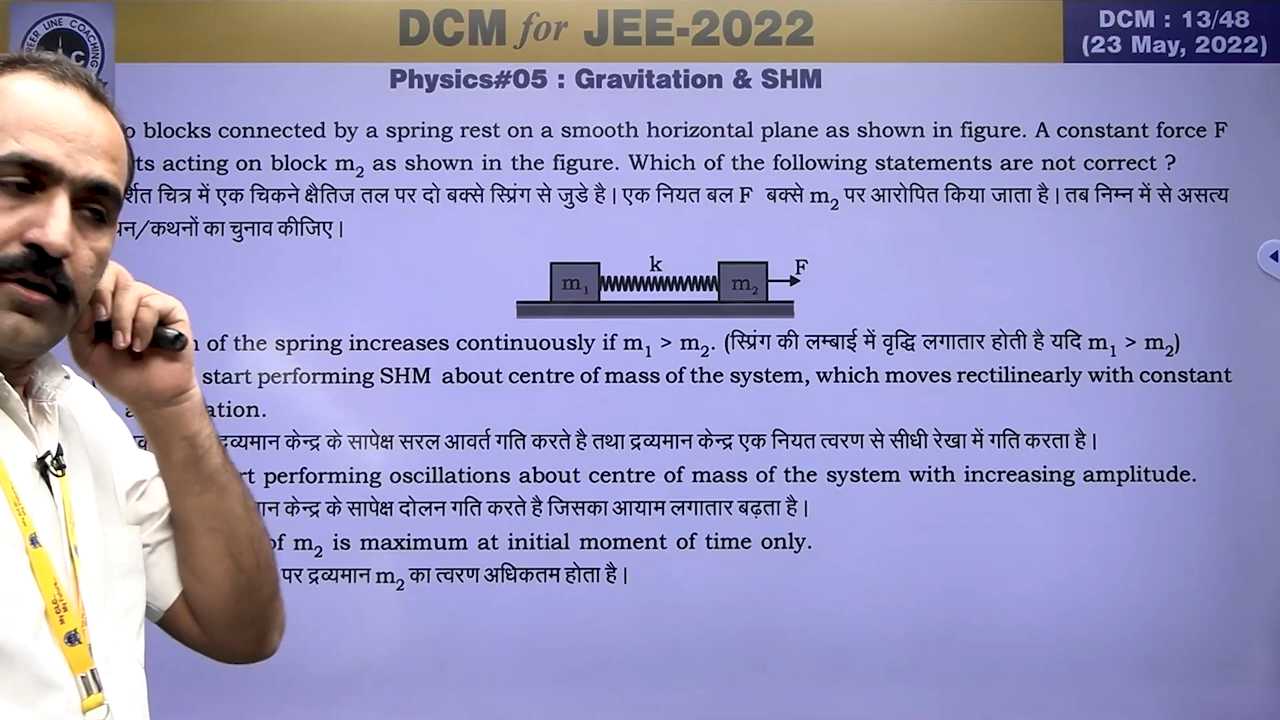 DCM for JEE-2022
DCM : 13/48
(23 May, 2022)
LINE COACHING
Physics#05 : Gravitation & SHM
blocks connected by a spring rest on a smooth horizontal plane as shown in figure. A constant force F
acting on block m₂ as shown in the figure. Which of the following statements are not correct ?
चित्र में एक चिकने क्षैतिज तल पर दो बक्से स्प्रिंग से जुडे है। एक नियत बल F बक्से m₂ पर आरोपित किया जाता है। तब निम्न में से असत्य
/कथनों का चुनाव कीजिए।
k
F
m₁
m₂
of the spring increases continuously if m₁ > m₂. (स्प्रिंग की लम्बाई में वृद्धि लगातार होती है यदि m₁ > m₂)
start performing SHM about centre of mass of the system, which moves rectilinearly with constant
द्रव्यमान केन्द्र के सापेक्ष सरल आवर्त गति करते है तथा द्रव्यमान केन्द्र एक नियत त्वरण से सीधी रेखा में गति करता है।
performing oscillations about centre of mass of the system with increasing amplitude.
केन्द्र के सापेक्ष दोलन गति करते है जिसका आयाम लगातार बढ़ता है।
of m₂ is maximum at initial moment of time only.
पर द्रव्यमान m₂ का त्वरण अधिकतम होता है।